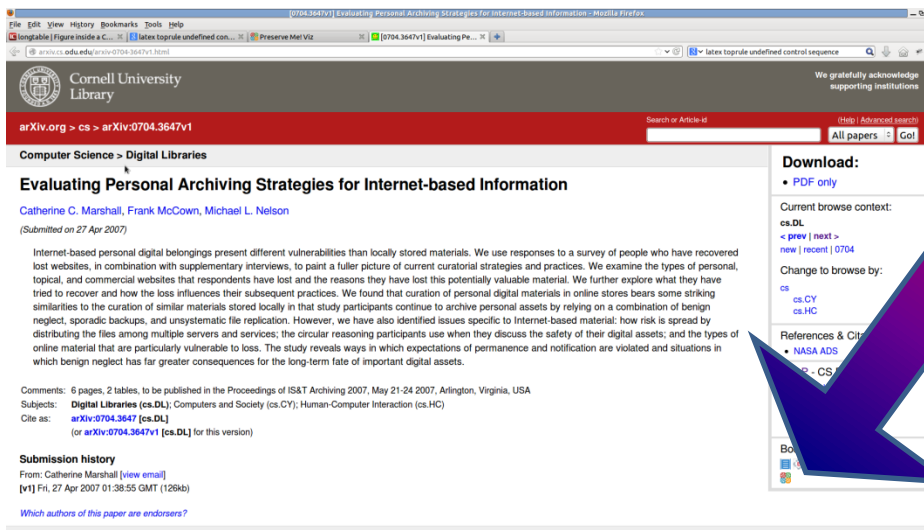 [0704.3647v1] Evaluating Personal Archiving Strategies for Internet-based Information - Mozilla Firefox
File Edit View History Bookmarks Tools Help
longtable | Figure inside a C... latex toprule undefined con... Preserve Me! Viz [0704.3647v1] Evaluating Pe...
arxiv.cs.odu.edu/arxiv-0704-3647v1.html latex toprule undefined control sequence
Cornell University
Library
We gratefully acknowledge
supporting institutions
arXiv.org > cs > arXiv:0704.3647v1
Search or Article-id
(Help | Advanced search)
All papers Go!
Computer Science > Digital Libraries
Evaluating Personal Archiving Strategies for Internet-based Information
Catherine C. Marshall, Frank McCown, Michael L. Nelson
(Submitted on 27 Apr 2007)
Internet-based personal digital belongings present different vulnerabilities than locally stored materials. We use responses to a survey of people who have recovered
lost websites, in combination with supplementary interviews, to paint a fuller picture of current curatorial strategies and practices. We examine the types of personal,
topical, and commercial websites that respondents have lost and the reasons they have lost this potentially valuable material. We further explore what they have
tried to recover and how the loss influences their subsequent practices. We found that curation of personal digital materials in online stores bears some striking
similarities to the curation of similar materials stored locally in that study participants continue to archive personal assets by relying on a combination of benign
neglect, sporadic backups, and unsystematic file replication. However, we have also identified issues specific to Internet-based material: how risk is spread by
distributing the files among multiple servers and services; the circular reasoning participants use when they discuss the safety of their digital assets; and the types of
online material that are particularly vulnerable to loss. The study reveals ways in which expectations of permanence and notification are violated and situations in
which benign neglect has far greater consequences for the long-term fate of important digital assets.
Comments: 6 pages, 2 tables, to be published in the Proceedings of IS&T Archiving 2007, May 21-24 2007, Arlington, Virginia, USA
Subjects: Digital Libraries (cs.DL); Computers and Society (cs.CY); Human-Computer Interaction (cs.HC)
Cite as: arXiv:0704.3647 [cs.DL]
(or arXiv:0704.3647v1 [cs.DL] for this version)
Submission history
From: Catherine Marshall [view email]
[v1] Fri, 27 Apr 2007 01:38:55 GMT (126kb)
Which authors of this paper are endorsers?
Download:
• PDF only
Current browse context:
cs.DL
< prev | next >
new | recent | 0704
Change to browse by:
cs
cs.CY
cs.HC
References & Cit
• NASA ADS
- CS
Bo